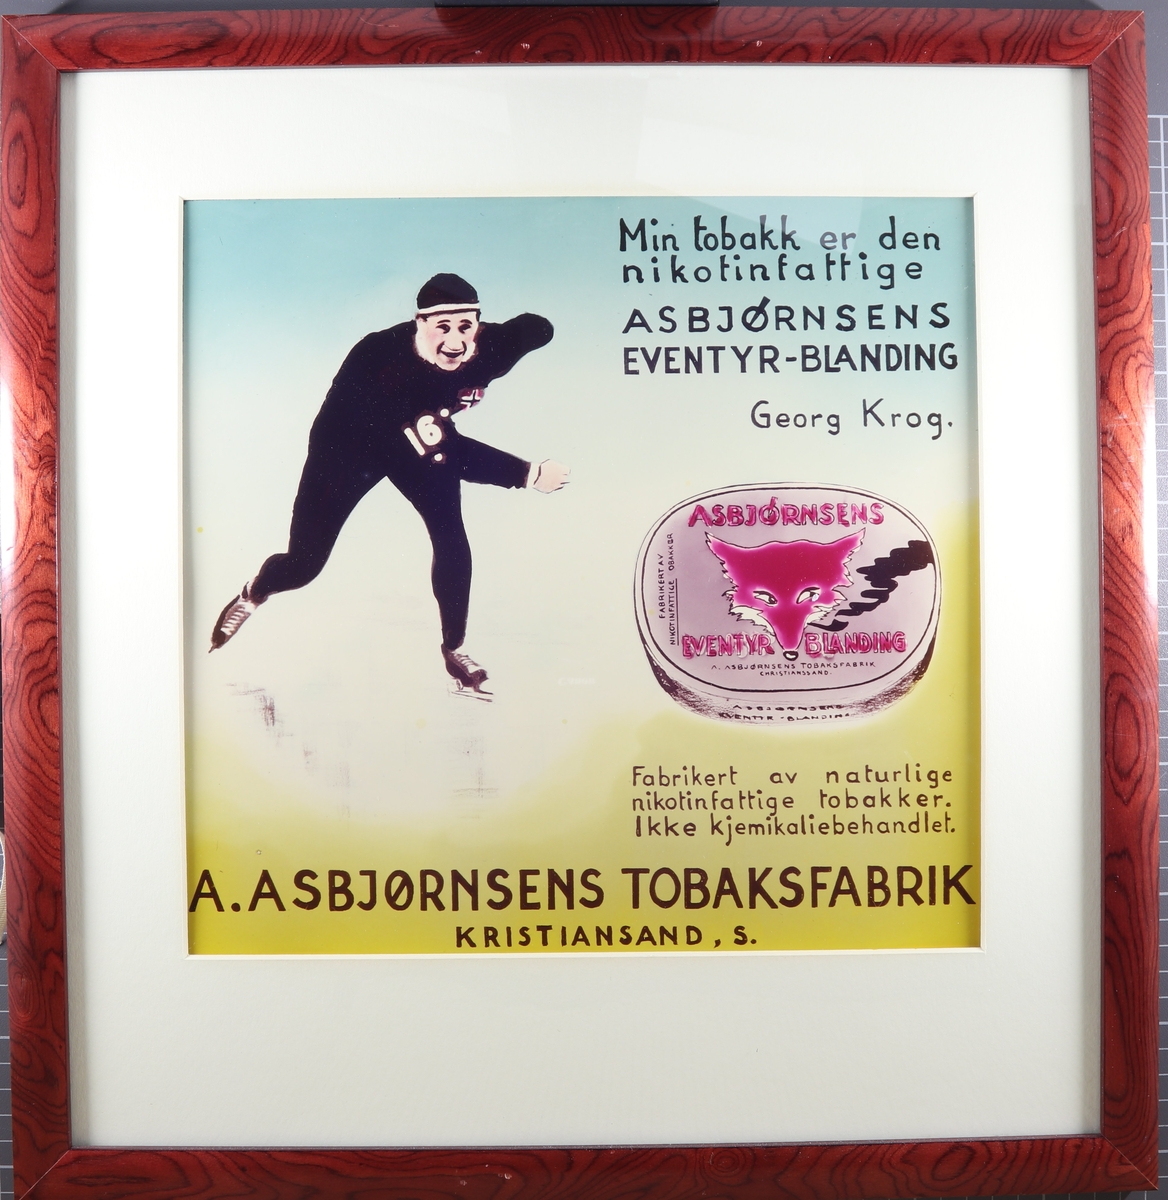 Min tobakk er den
nikotinfattige
ASBJØRNSENS
EVENTYR-BLANDING
Georg Krog.
16
ASBJØRNSENS
FABRIKERT AV
NIKOTINFATTIGE OBAKKER
EVENTYR BLANDING
A. ASBJØRNSENS TOBAKSFABRIK
CHRISTIANSSAND.
ASBJØRNSENS
EVENTYR-BLANDING
Fabrikert av naturlige
nikotinfattige tobakker.
Ikke kjemikaliebehandlet.
A. ASBJØRNSENS TOBAKSFABRIK
KRISTIANSAND, S.